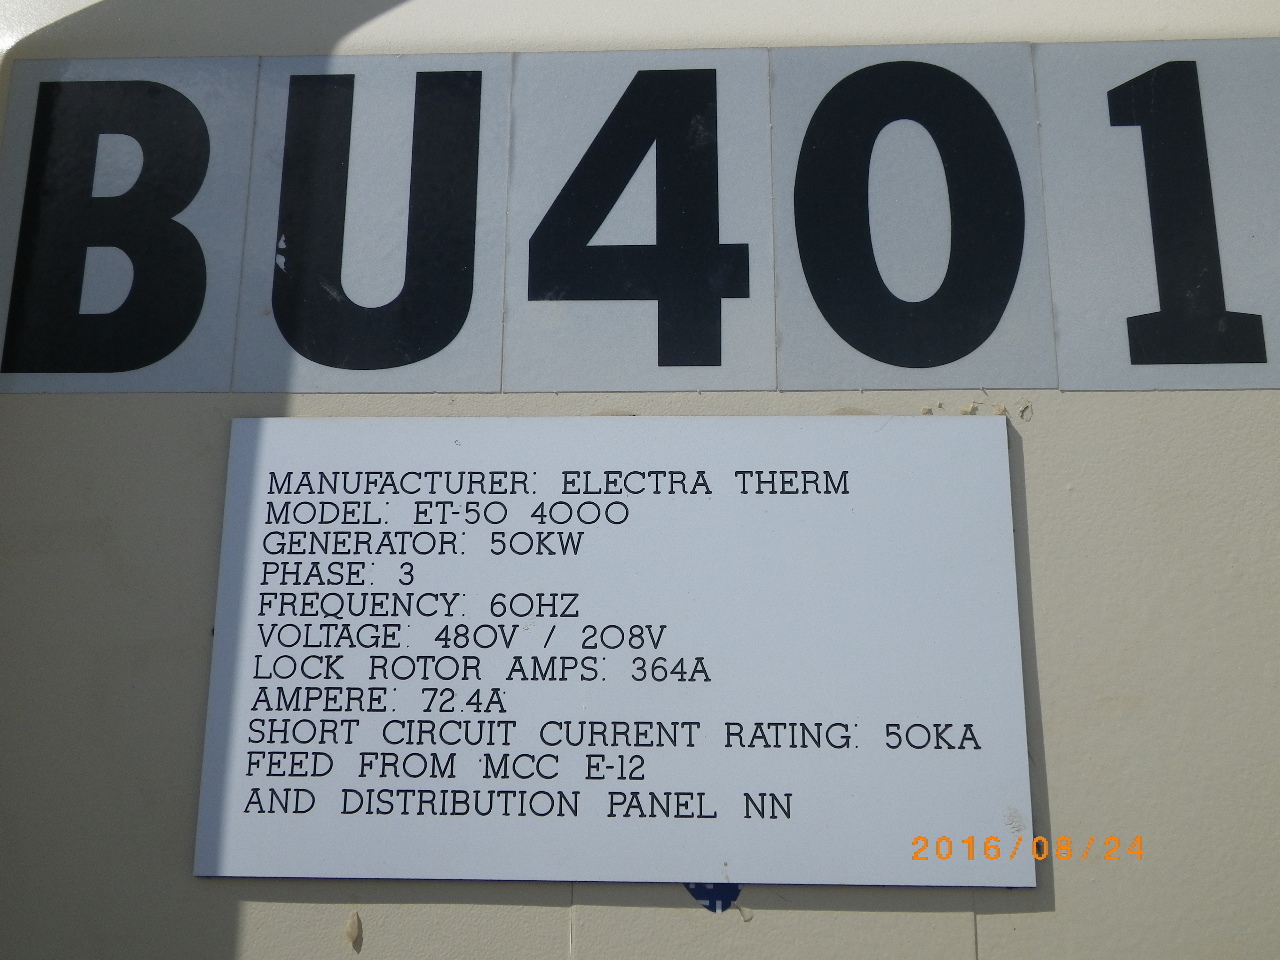 BU401
MANUFACTURER: ELECTRA THERM
MODEL: ET-50 4000
GENERATOR: 50KW
PHASE: 3
FREQUENCY: 60HZ
VOLTAGE: 480V / 208V
LOCK ROTOR AMPS: 364A
AMPERE: 72.4A
SHORT CIRCUIT CURRENT RATING: 50KA
FEED FROM MCC E-12
AND DISTRIBUTION PANEL NN
2016/08/24